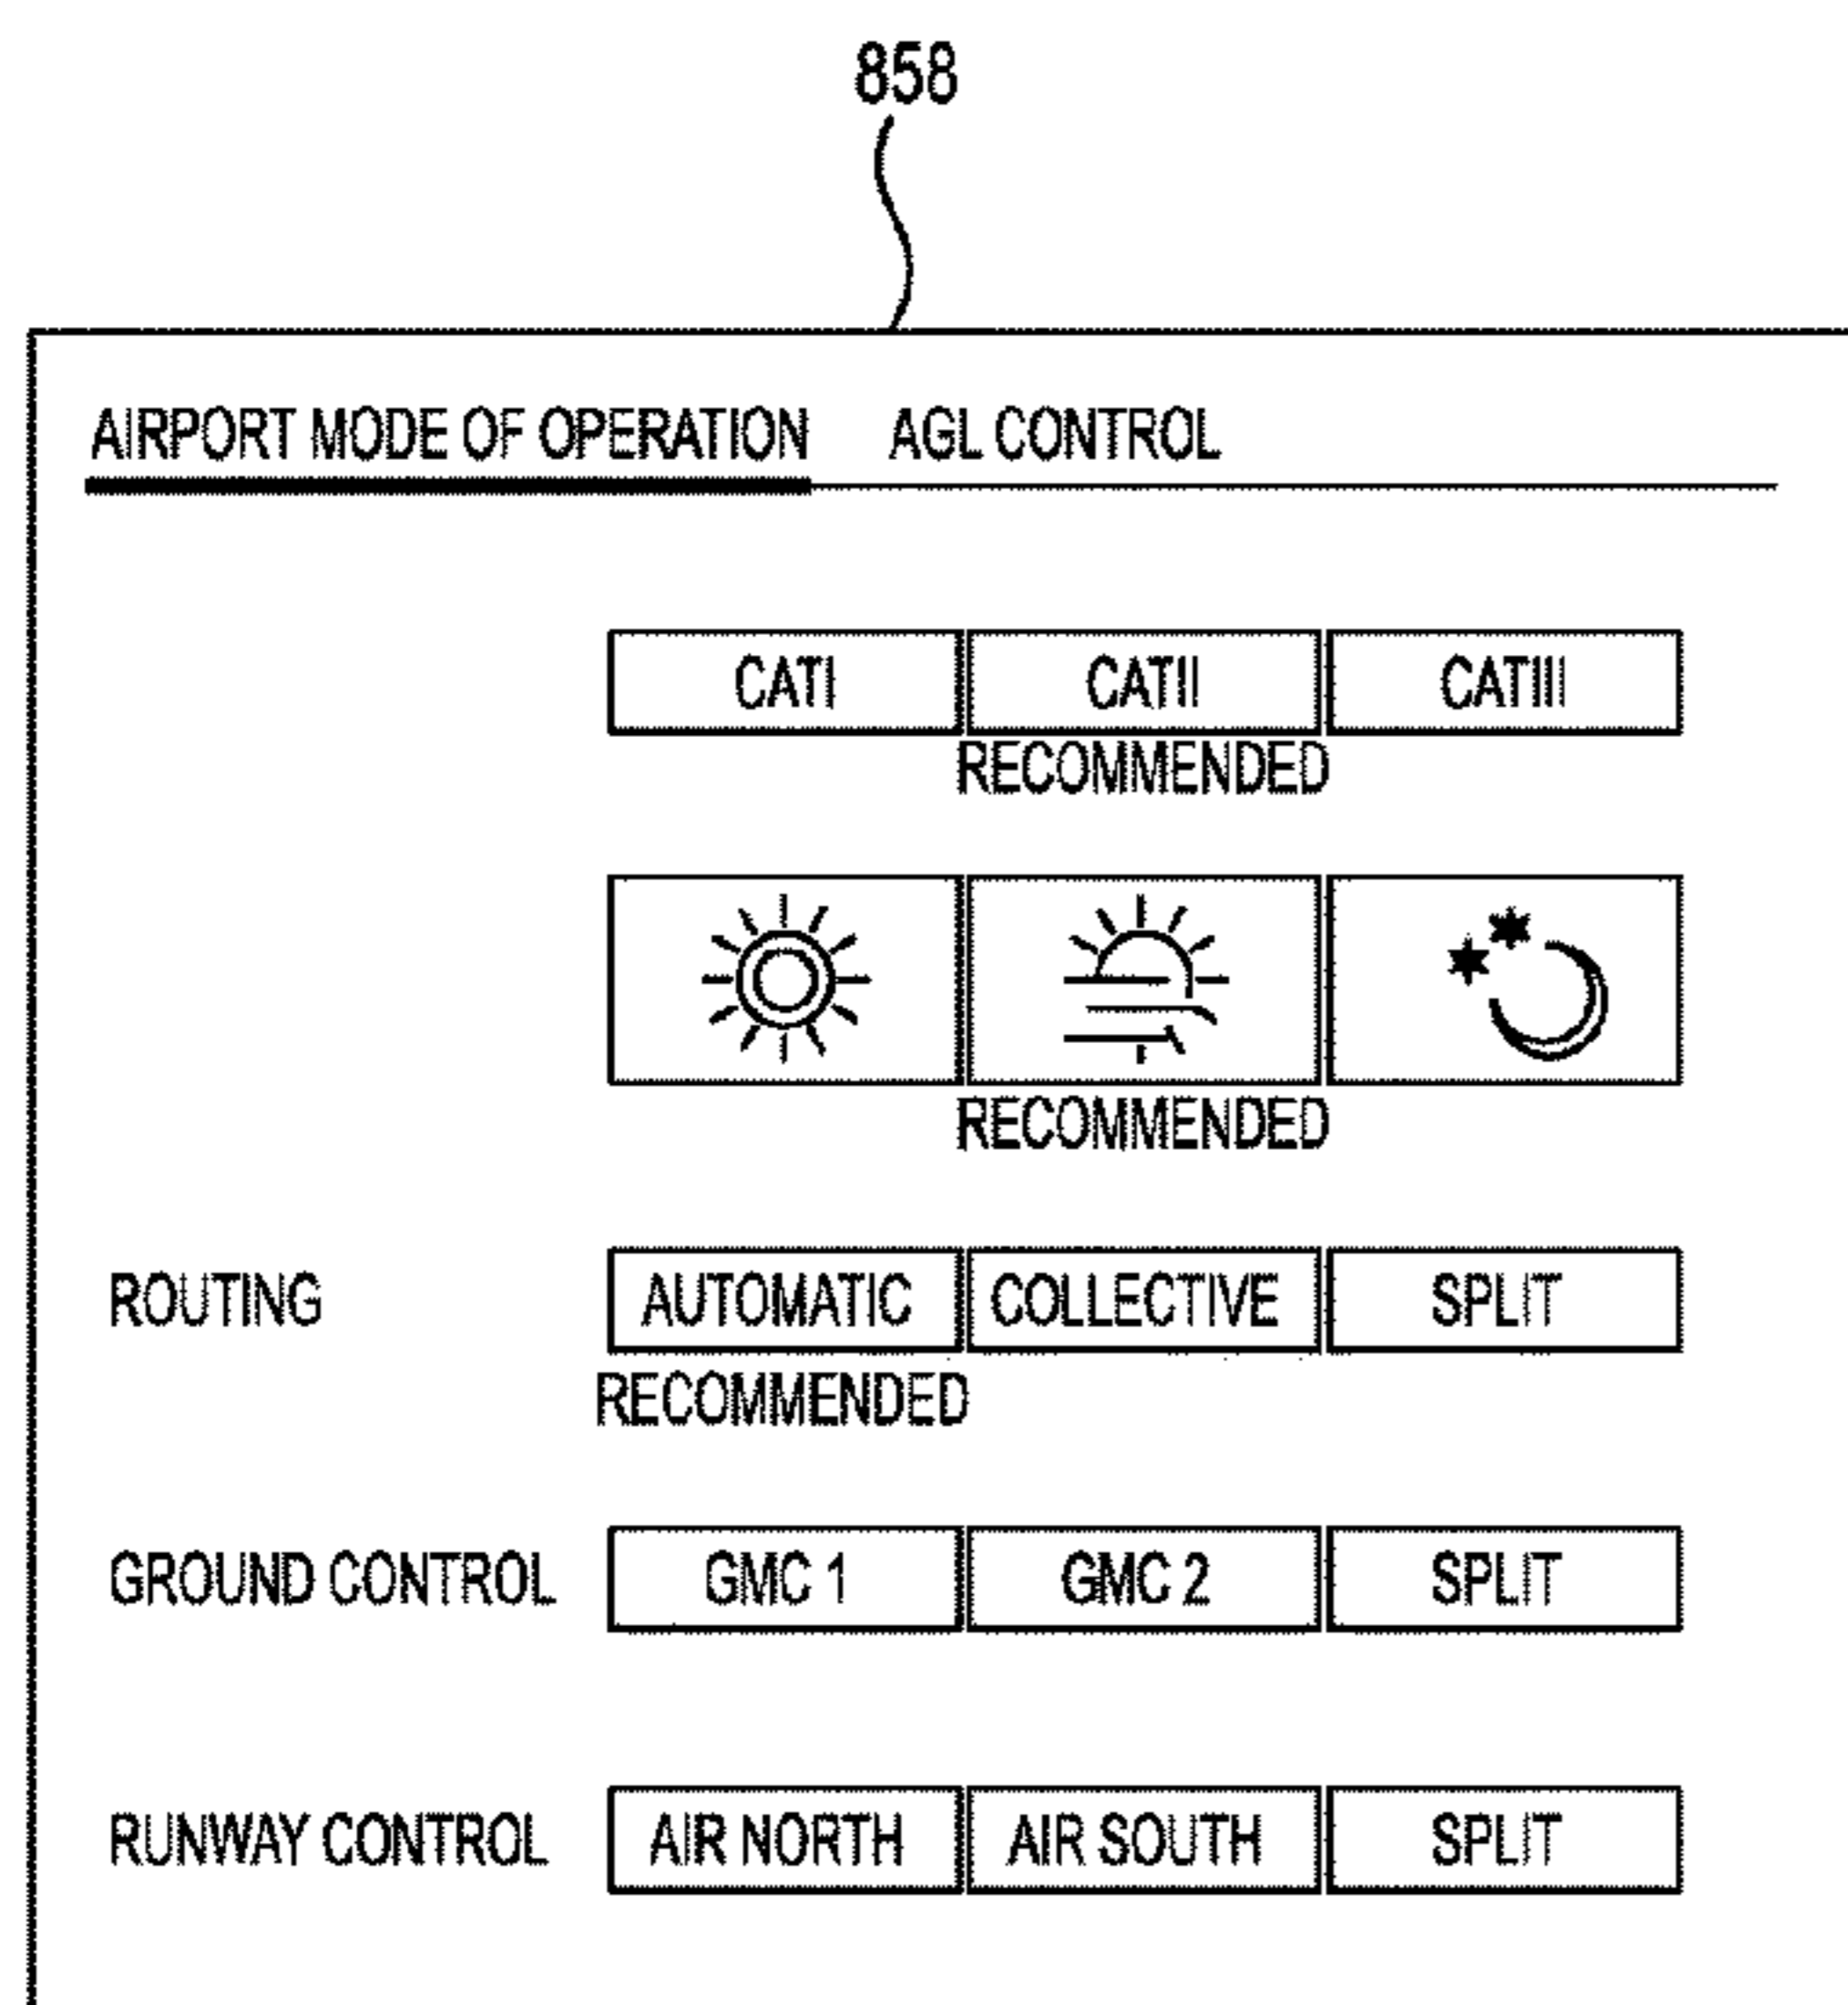 858
AIRPORT MODE OF OPERATION AGL CONTROL
CATI CATII CATIII
RECOMMENDED
RECOMMENDED
ROUTING AUTOMATIC COLLECTIVE SPLIT
RECOMMENDED
GROUND CONTROL GMC 1 GMC 2 SPLIT
RUNWAY CONTROL AIR NORTH AIR SOUTH SPLIT